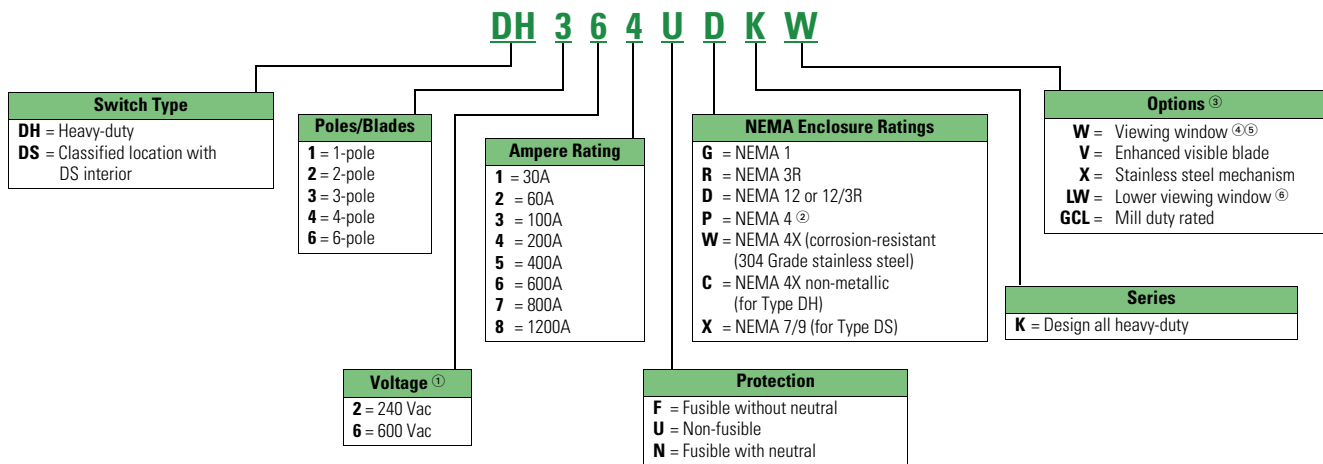 DH 3 6 4 U D K W
Switch Type
DH = Heavy-duty
DS = Classified location with
DS interior
Poles/Blades
1 = 1-pole
2 = 2-pole
3 = 3-pole
4 = 4-pole
6 = 6-pole
Voltage ①
2 = 240 Vac
6 = 600 Vac
Ampere Rating
1 = 30A
2 = 60A
3 = 100A
4 = 200A
5 = 400A
6 = 600A
7 = 800A
8 = 1200A
Protection
F = Fusible without neutral
U = Non-fusible
N = Fusible with neutral
NEMA Enclosure Ratings
G = NEMA 1
R = NEMA 3R
D = NEMA 12 or 12/3R
P = NEMA 4 ②
W = NEMA 4X (corrosion-resistant
(304 Grade stainless steel)
C = NEMA 4X non-metallic
(for Type DH)
X = NEMA 7/9 (for Type DS)
Series
K = Design all heavy-duty
Options ③
W = Viewing window ④⑤
V = Enhanced visible blade
X = Stainless steel mechanism
LW = Lower viewing window ⑥
GCL = Mill duty rated